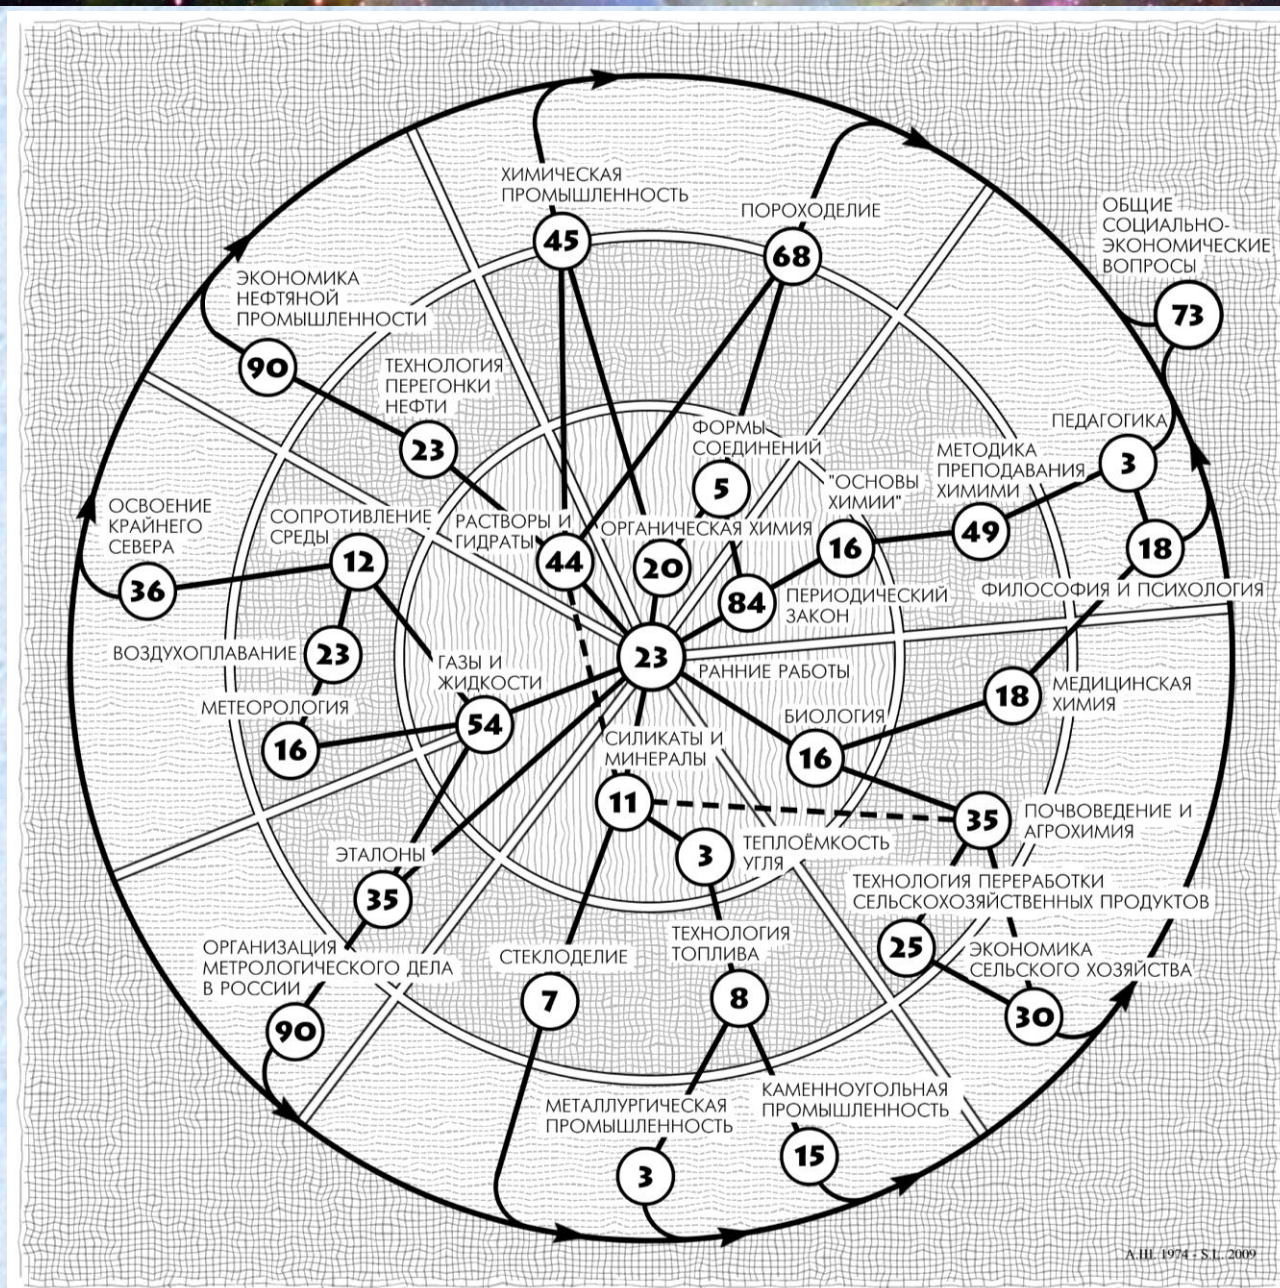 ХИМИЧЕСКАЯ
ПРОМЫШЛЕННОСТЬ
45
ПОРОХОДЕЛИЕ
68
ОБЩИЕ
СОЦИАЛЬНО-
ЭКОНОМИЧЕСКИЕ
ВОПРОСЫ
73
ЭКОНОМИКА
НЕФТЯНОЙ
ПРОМЫШЛЕННОСТИ
90
ТЕХНОЛОГИЯ
ПЕРЕГОНКИ
НЕФТИ
23
ФОРМЫ
СОЕДИНЕНИЙ
5
"ОСНОВЫ
ХИМИИ"
16
МЕТОДИКА
ПРЕПОДАВАНИЯ
ХИМИМИ
49
ПЕДАГОГИКА
3
18
ФИЛОСОФИЯ И ПСИХОЛОГИЯ
ОСВОЕНИЕ
КРАЙНЕГО
СЕВЕРА
36
СОПРОТИВЛЕНИЕ
СРЕДЫ
12
РАСТВОРЫ И
ГИДРАТЫ
44
ОРГАНИЧЕСКАЯ ХИМИЯ
20
84
ПЕРИОДИЧЕСКИЙ
ЗАКОН
ВОЗДУХОПЛАВАНИЕ
23
МЕТЕОРОЛОГИЯ
16
ГАЗЫ И
ЖИДКОСТИ
54
23
РАННИЕ РАБОТЫ
БИОЛОГИЯ
16
18
МЕДИЦИНСКАЯ
ХИМИЯ
СИЛИКАТЫ И
МИНЕРАЛЫ
11
3
ТЕПЛОЁМКОСТЬ
УГЛЯ
35
ПОЧВОВЕДЕНИЕ И
АГРОХИМИЯ
ЭТАЛОНЫ
35
ТЕХНОЛОГИЯ ПЕРЕРАБОТКИ
СЕЛЬСКОХОЗЯЙСТВЕННЫХ ПРОДУКТОВ
25
ЭКОНОМИКА
СЕЛЬСКОГО ХОЗЯЙСТВА
30
ОРГАНИЗАЦИЯ
МЕТРОЛОГИЧЕСКОГО ДЕЛА
В РОССИИ
90
СТЕКЛОДЕЛИЕ
7
ТЕХНОЛОГИЯ
ТОПЛИВА
8
МЕТАЛЛУРГИЧЕСКАЯ
ПРОМЫШЛЕННОСТЬ
3
КАМЕННОУГОЛЬНАЯ
ПРОМЫШЛЕННОСТЬ
15
А.Ш. 1974 - S.L. 2009